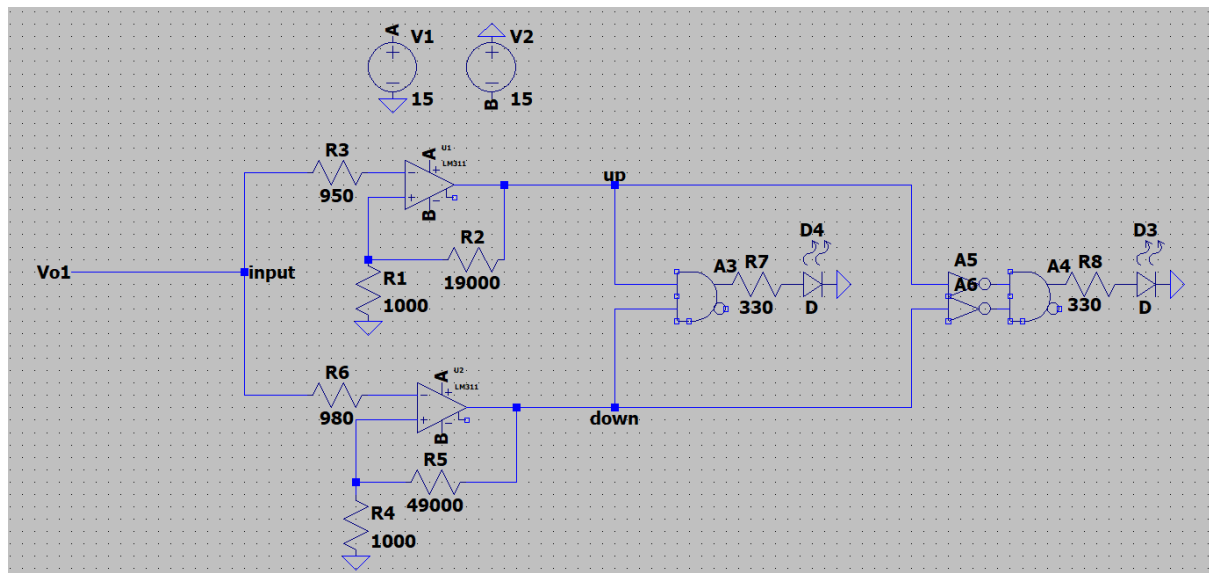 A
V1
15
V2
B
15
R3
950
A
U1
LM311
B
R2
19000
R1
1000
up
Vo1
input
A3
R7
330
D4
D
A5
A6
A4
R8
330
D3
D
R6
980
A
U2
LM311
B
R5
49000
R4
1000
down